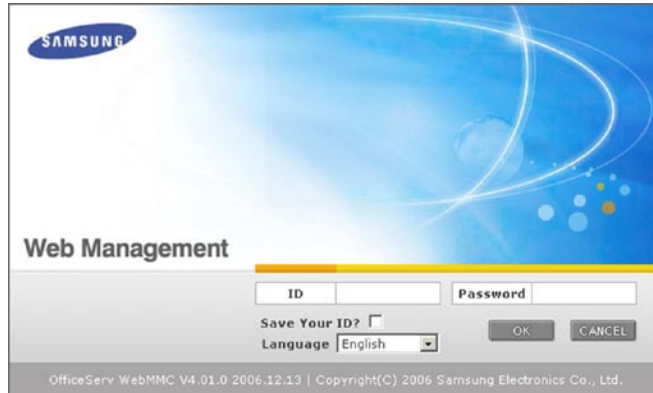 SAMSUNG
Web Management
ID
Password
Save Your ID?
OK
CANCEL
Language English
OfficeServ WebMMC V4.01.0 2006.12.13 | Copyright(C) 2006 Samsung Electronics Co., Ltd.